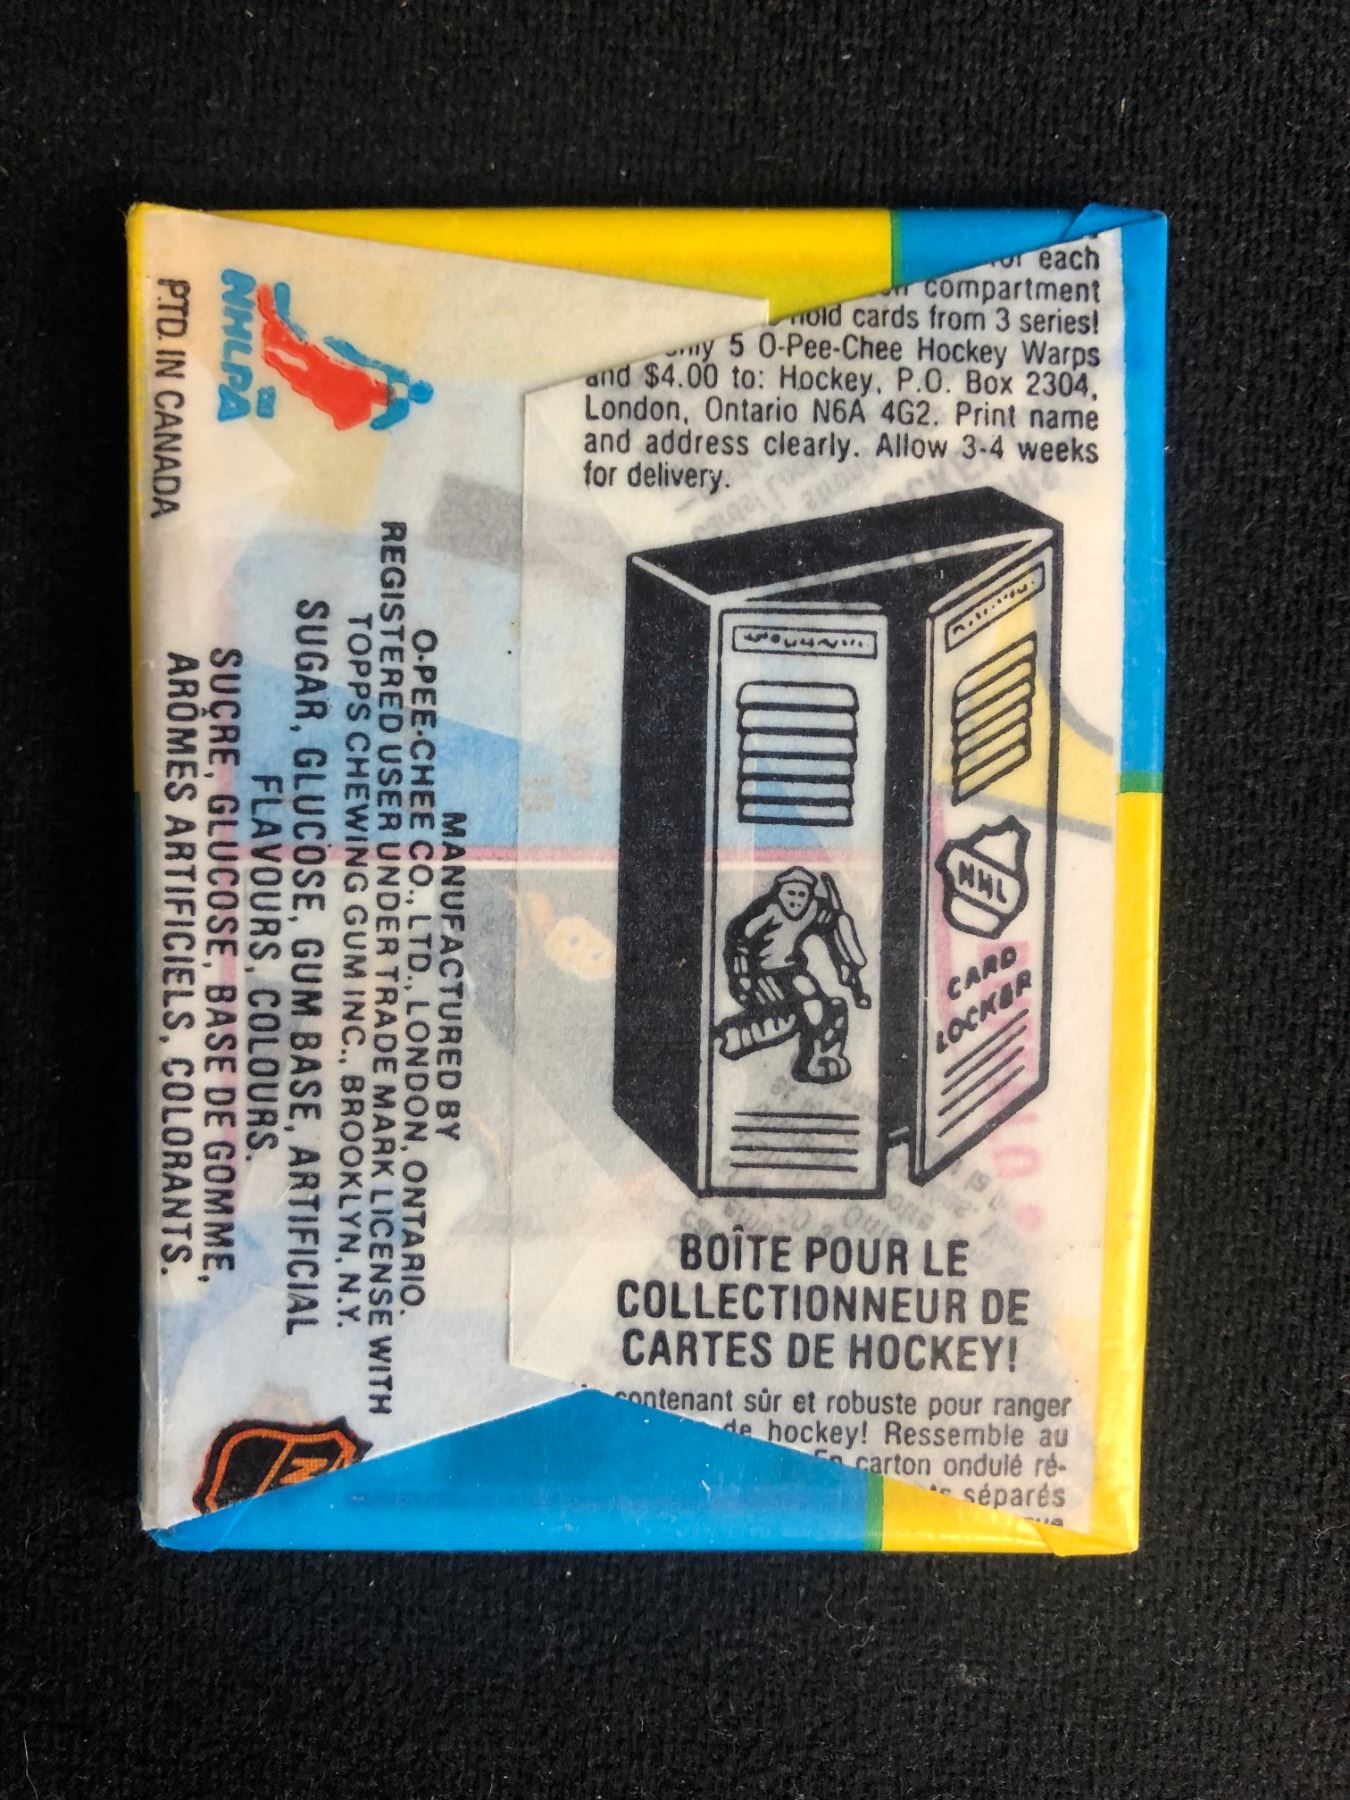 each
compartment
cards from 3 series!
5 O-Pee-Chee Hockey Warps
and $4.00 to: Hockey, P.O. Box 2304,
London, Ontario N6A 4G2. Print name
and address clearly. Allow 3-4 weeks
for delivery.
NHL
CARD
LOCKER
BOÎTE POUR LE
COLLECTIONNEUR DE
CARTES DE HOCKEY!
contenant sûr et robuste pour ranger
de hockey! Ressemble au
En carton ondulé ré-
séparés
NHLPA
TM
PTD. IN CANADA
MANUFACTURED BY
O-PEE-CHEE CO., LTD., LONDON, ONTARIO.
REGISTERED USER UNDER TRADE MARK LICENSE WITH
TOPPS CHEWING GUM INC., BROOKLYN, N.Y.
SUGAR, GLUCOSE, GUM BASE, ARTIFICIAL
FLAVOURS, COLOURS.
SUCRE, GLUCOSE, BASE DE GOMME,
ARÔMES ARTIFICIELS, COLORANTS.